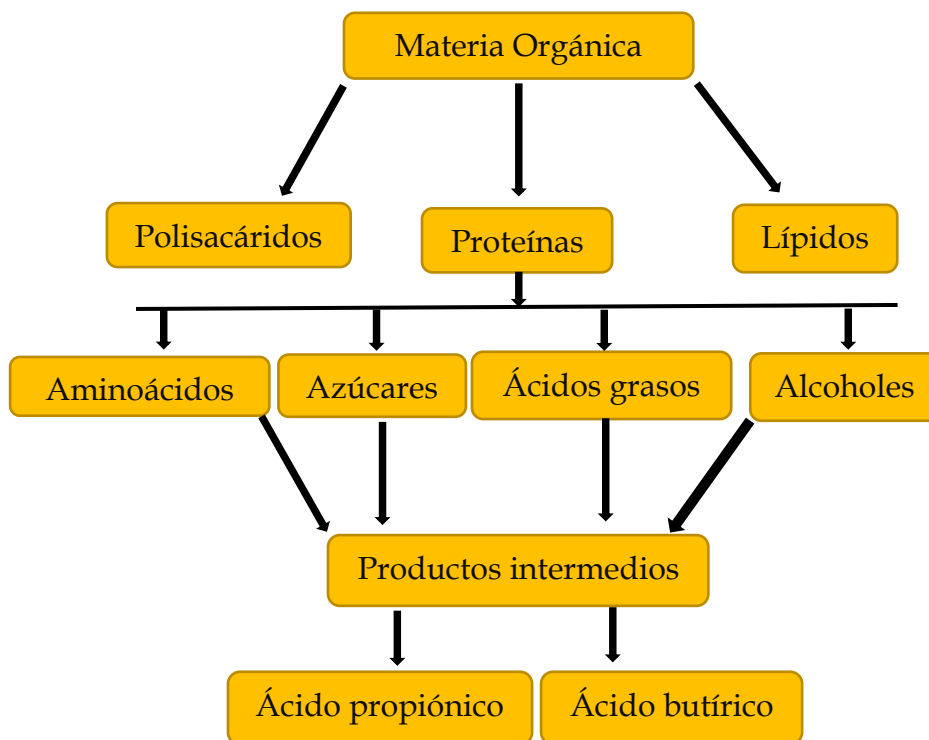 Materia Orgánica
Polisacáridos
Proteínas
Lípidos
Aminoácidos
Azúcares
Ácidos grasos
Alcoholes
Productos intermedios
Ácido propiónico
Ácido butírico